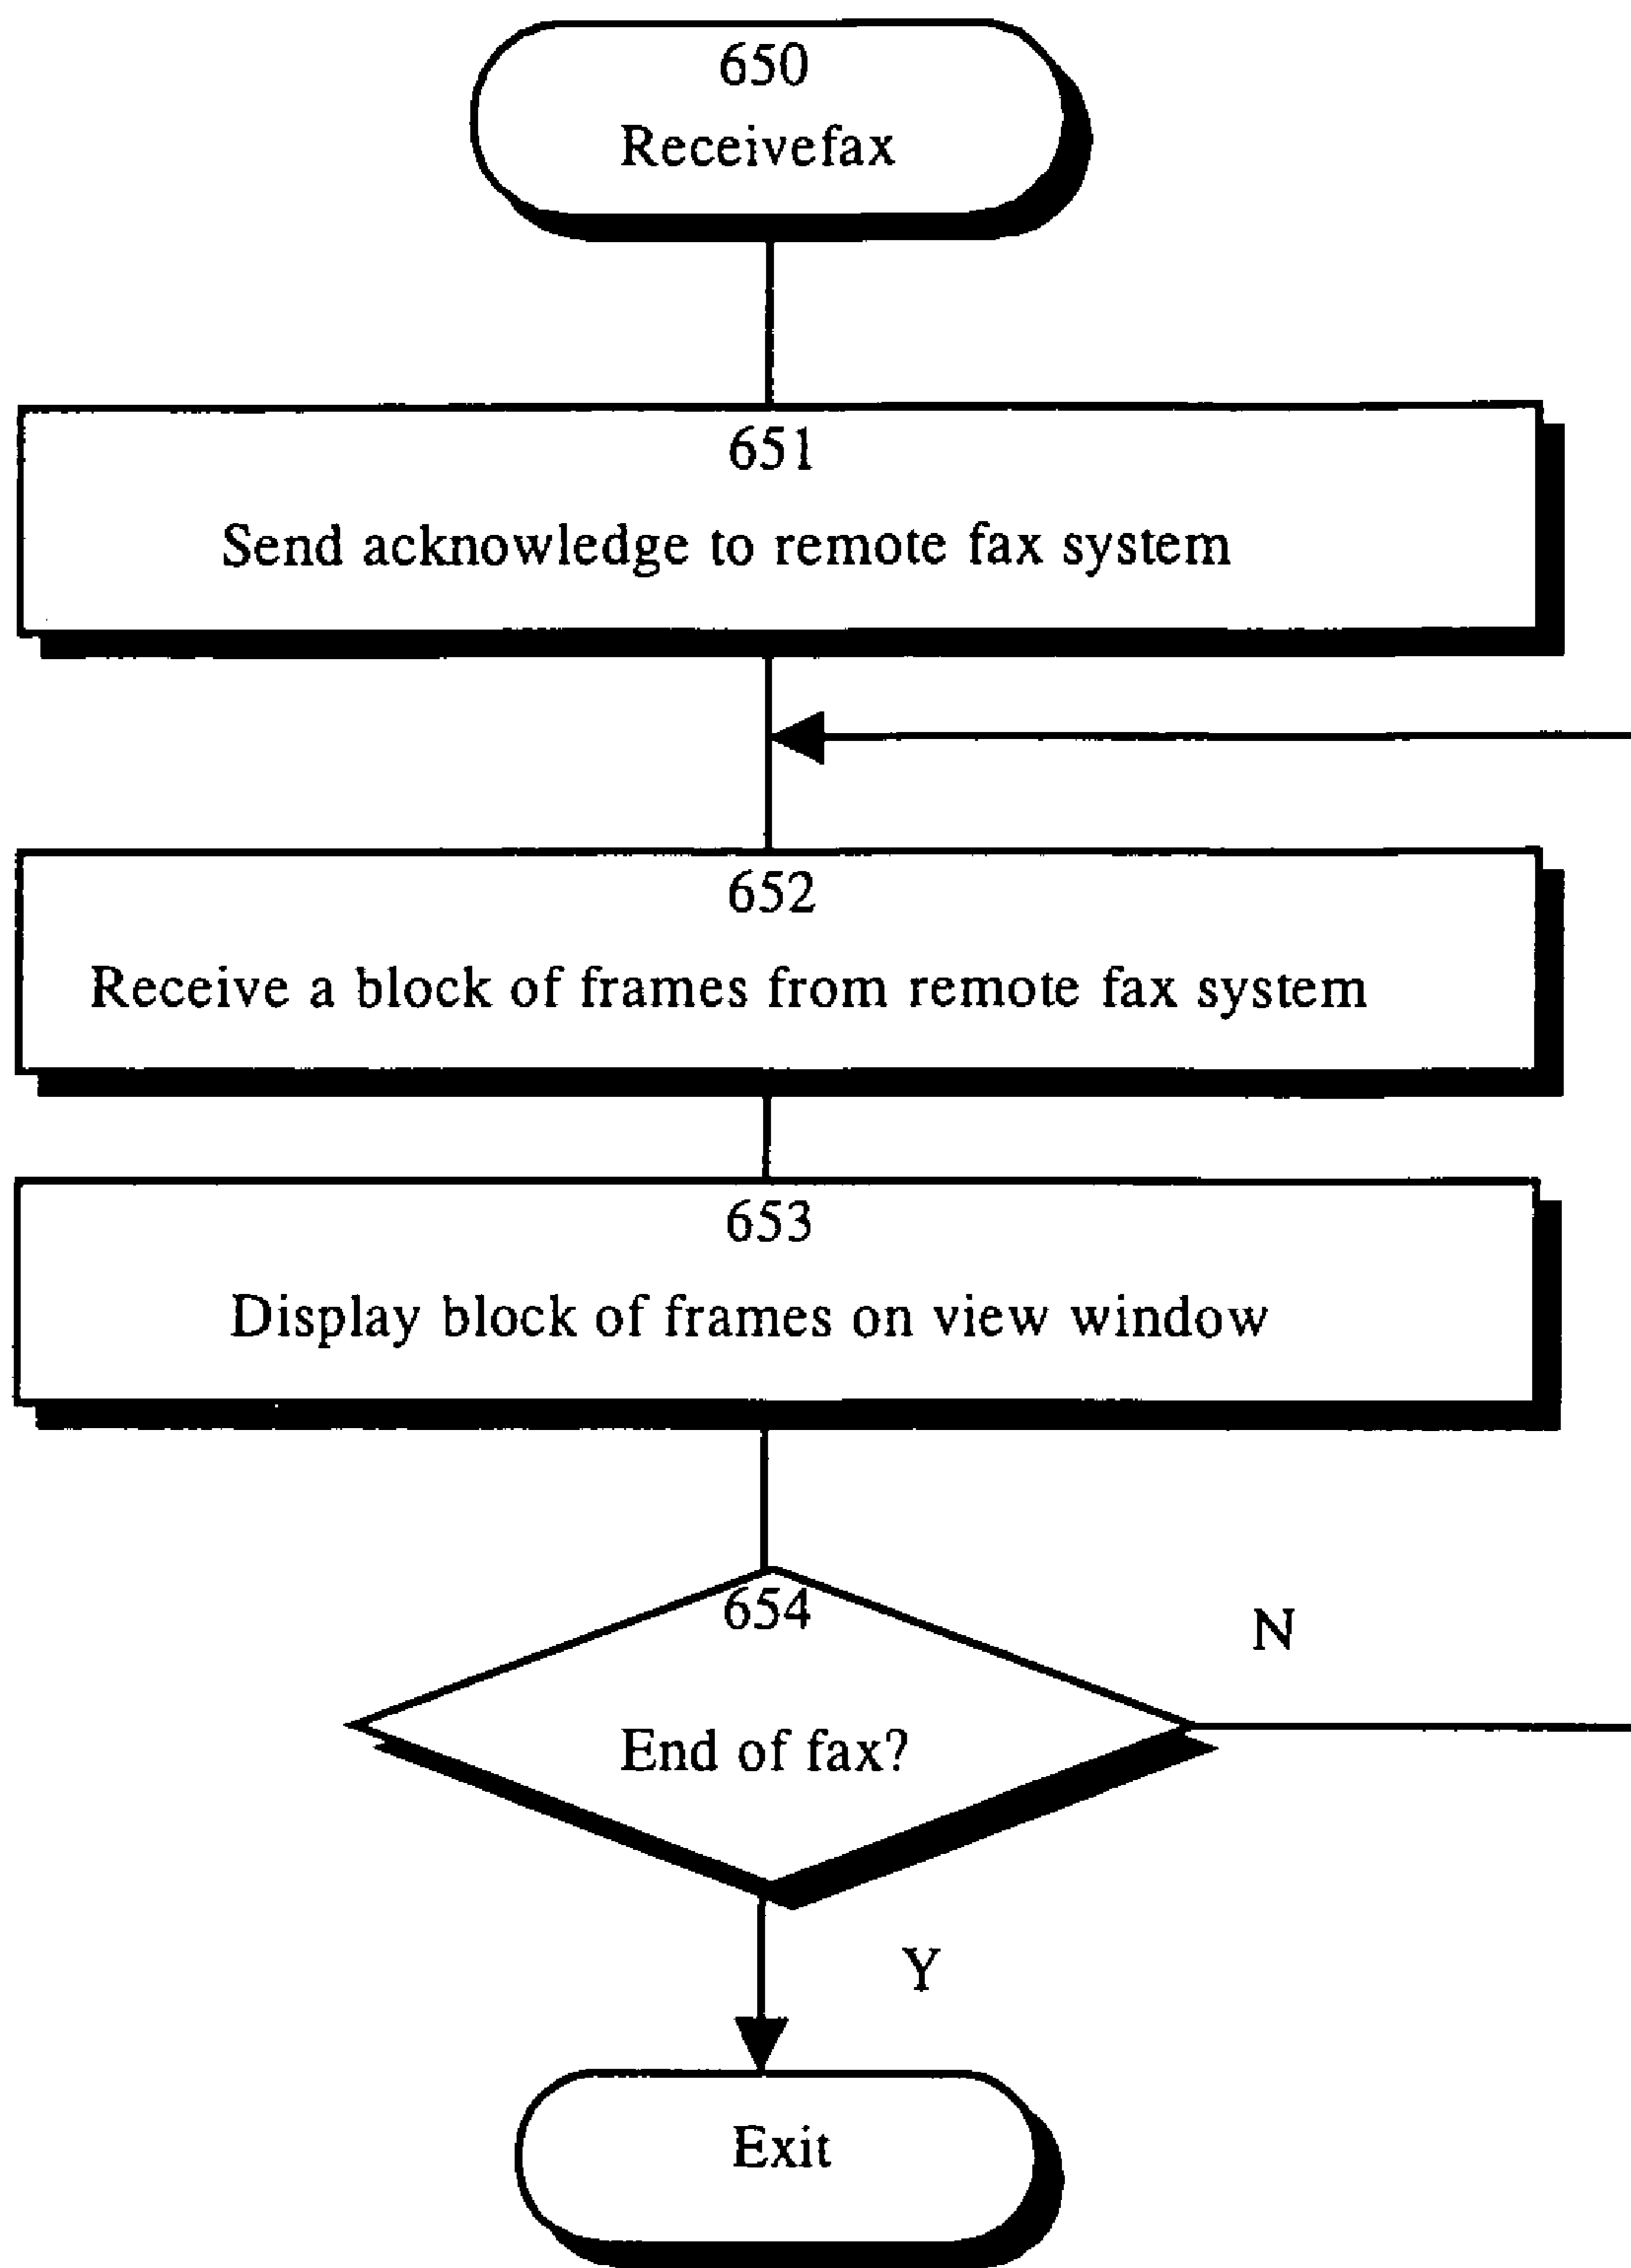 650
Receivefax
651
Send acknowledge to remote fax system
652
Receive a block of frames from remote fax system
653
Display block of frames on view window
654
N
End of fax?
Y
Exit